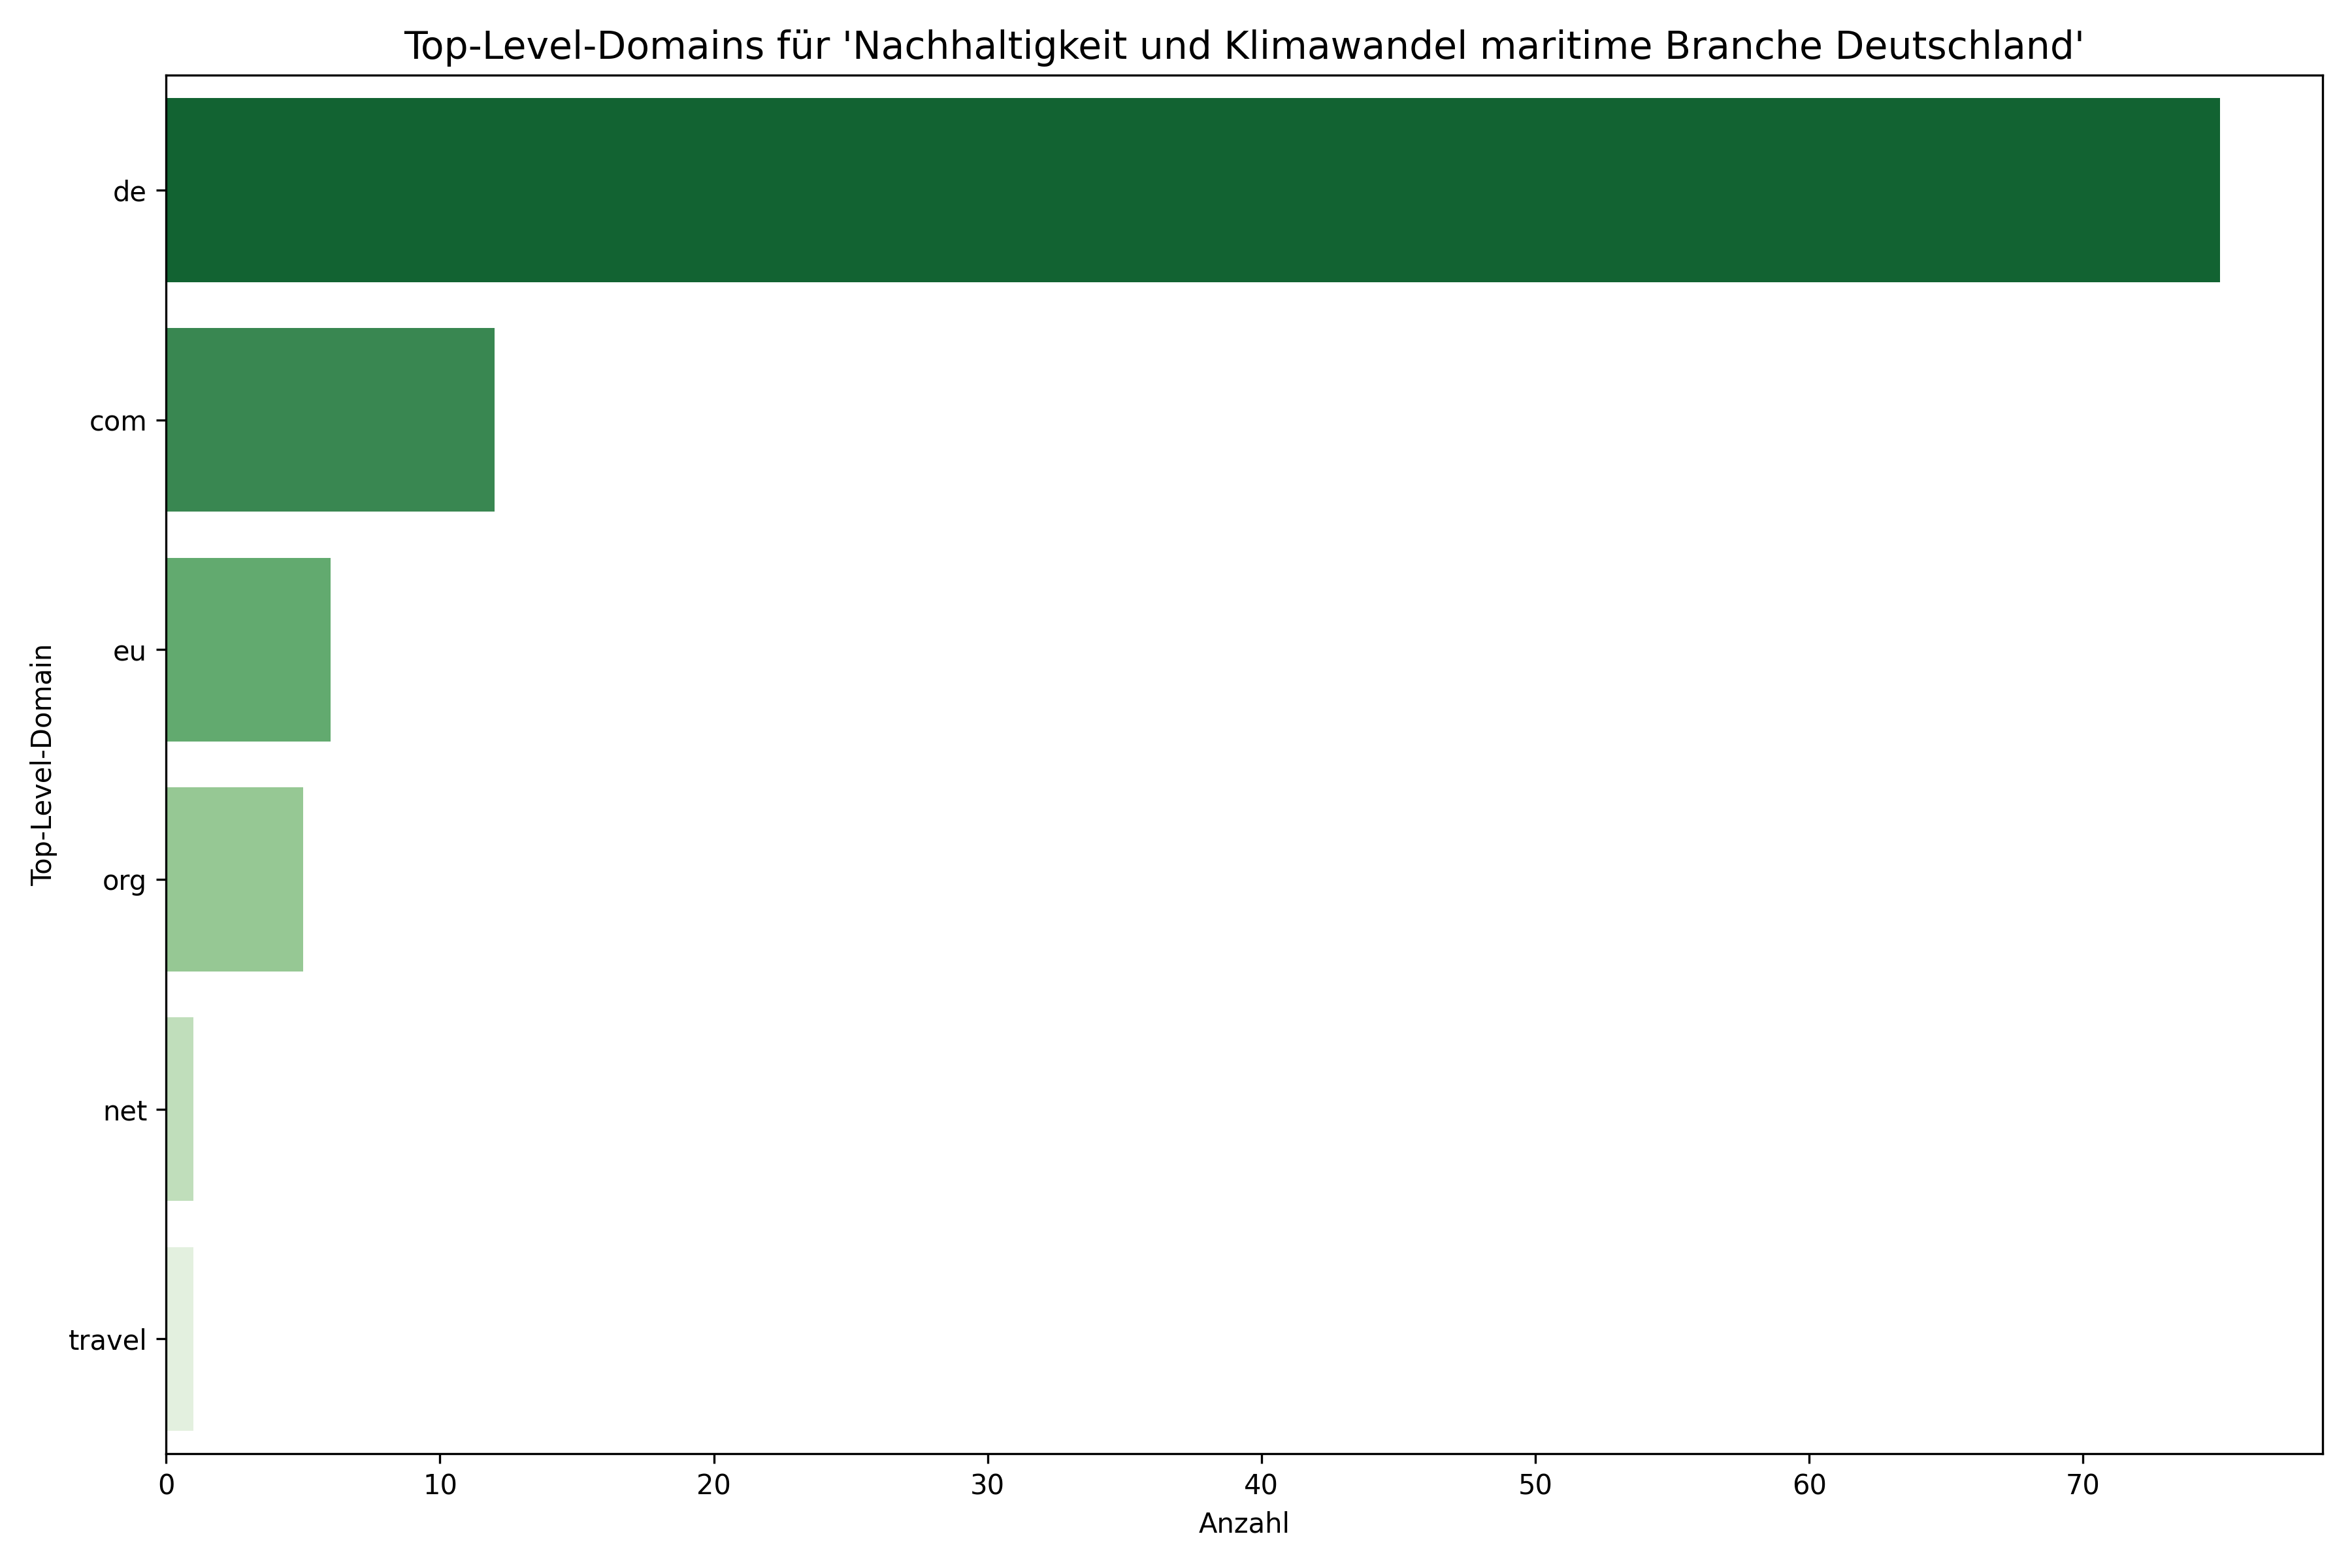 Top-Level-Domains für 'Nachhaltigkeit und Klimawandel maritime Branche Deutschland'
Top-Level-Domain
de
com
eu
org
net
travel
0 10 20 30 40 50 60 70
Anzahl